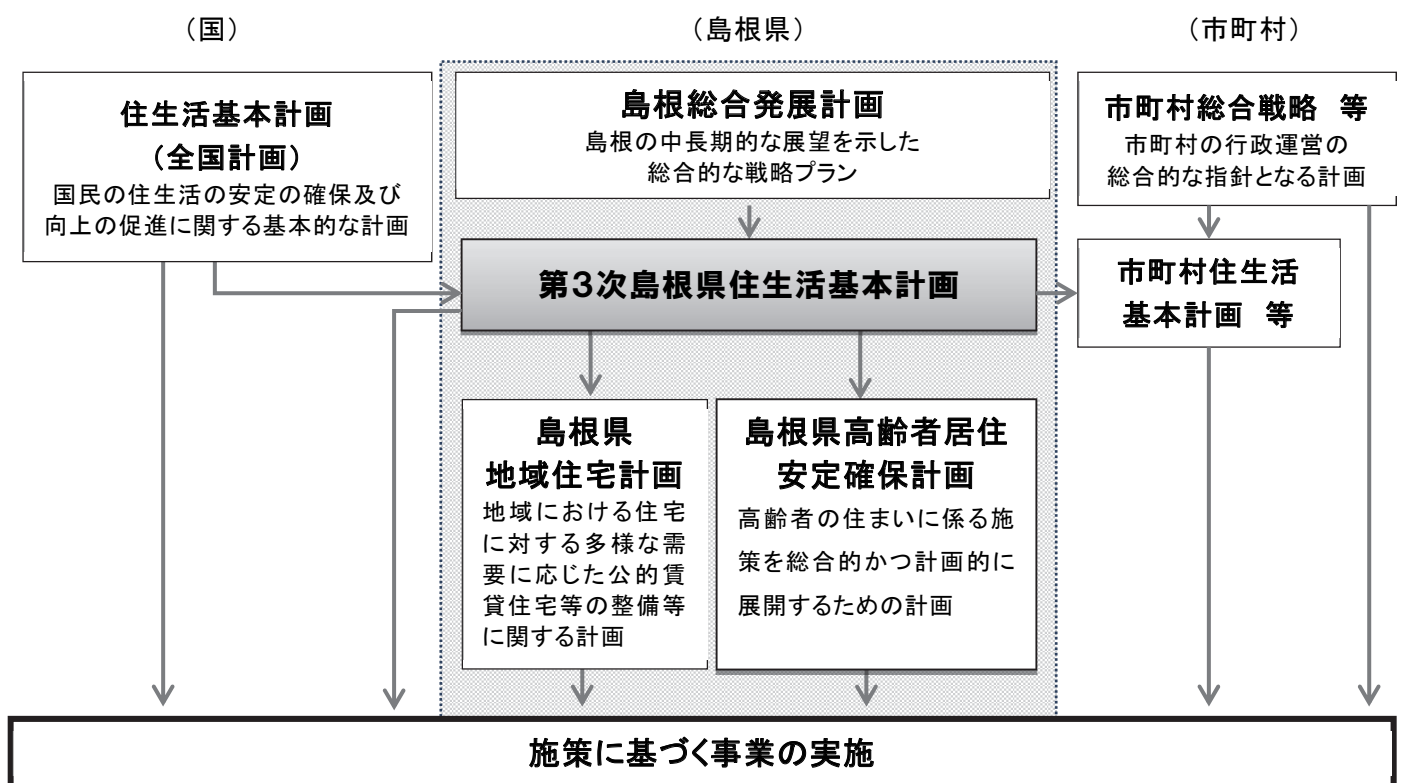 （国）
（島根県）
（市町村）
住生活基本計画
（全国計画）
国民の住生活の安定の確保及び
向上の促進に関する基本的な計画
島根総合発展計画
島根の中長期的な展望を示した
総合的な戦略プラン
市町村総合戦略　等
市町村の行政運営の
総合的な指針となる計画
第３次島根県住生活基本計画
市町村住生活
基本計画　等
島根県
地域住宅計画
地域における住宅
に対する多様な需
要に応じた公的賃
貸住宅等の整備等
に関する計画
島根県高齢者居住
安定確保計画
高齢者の住まいに係る施
策を総合的かつ計画的に
展開するための計画
施策に基づく事業の実施